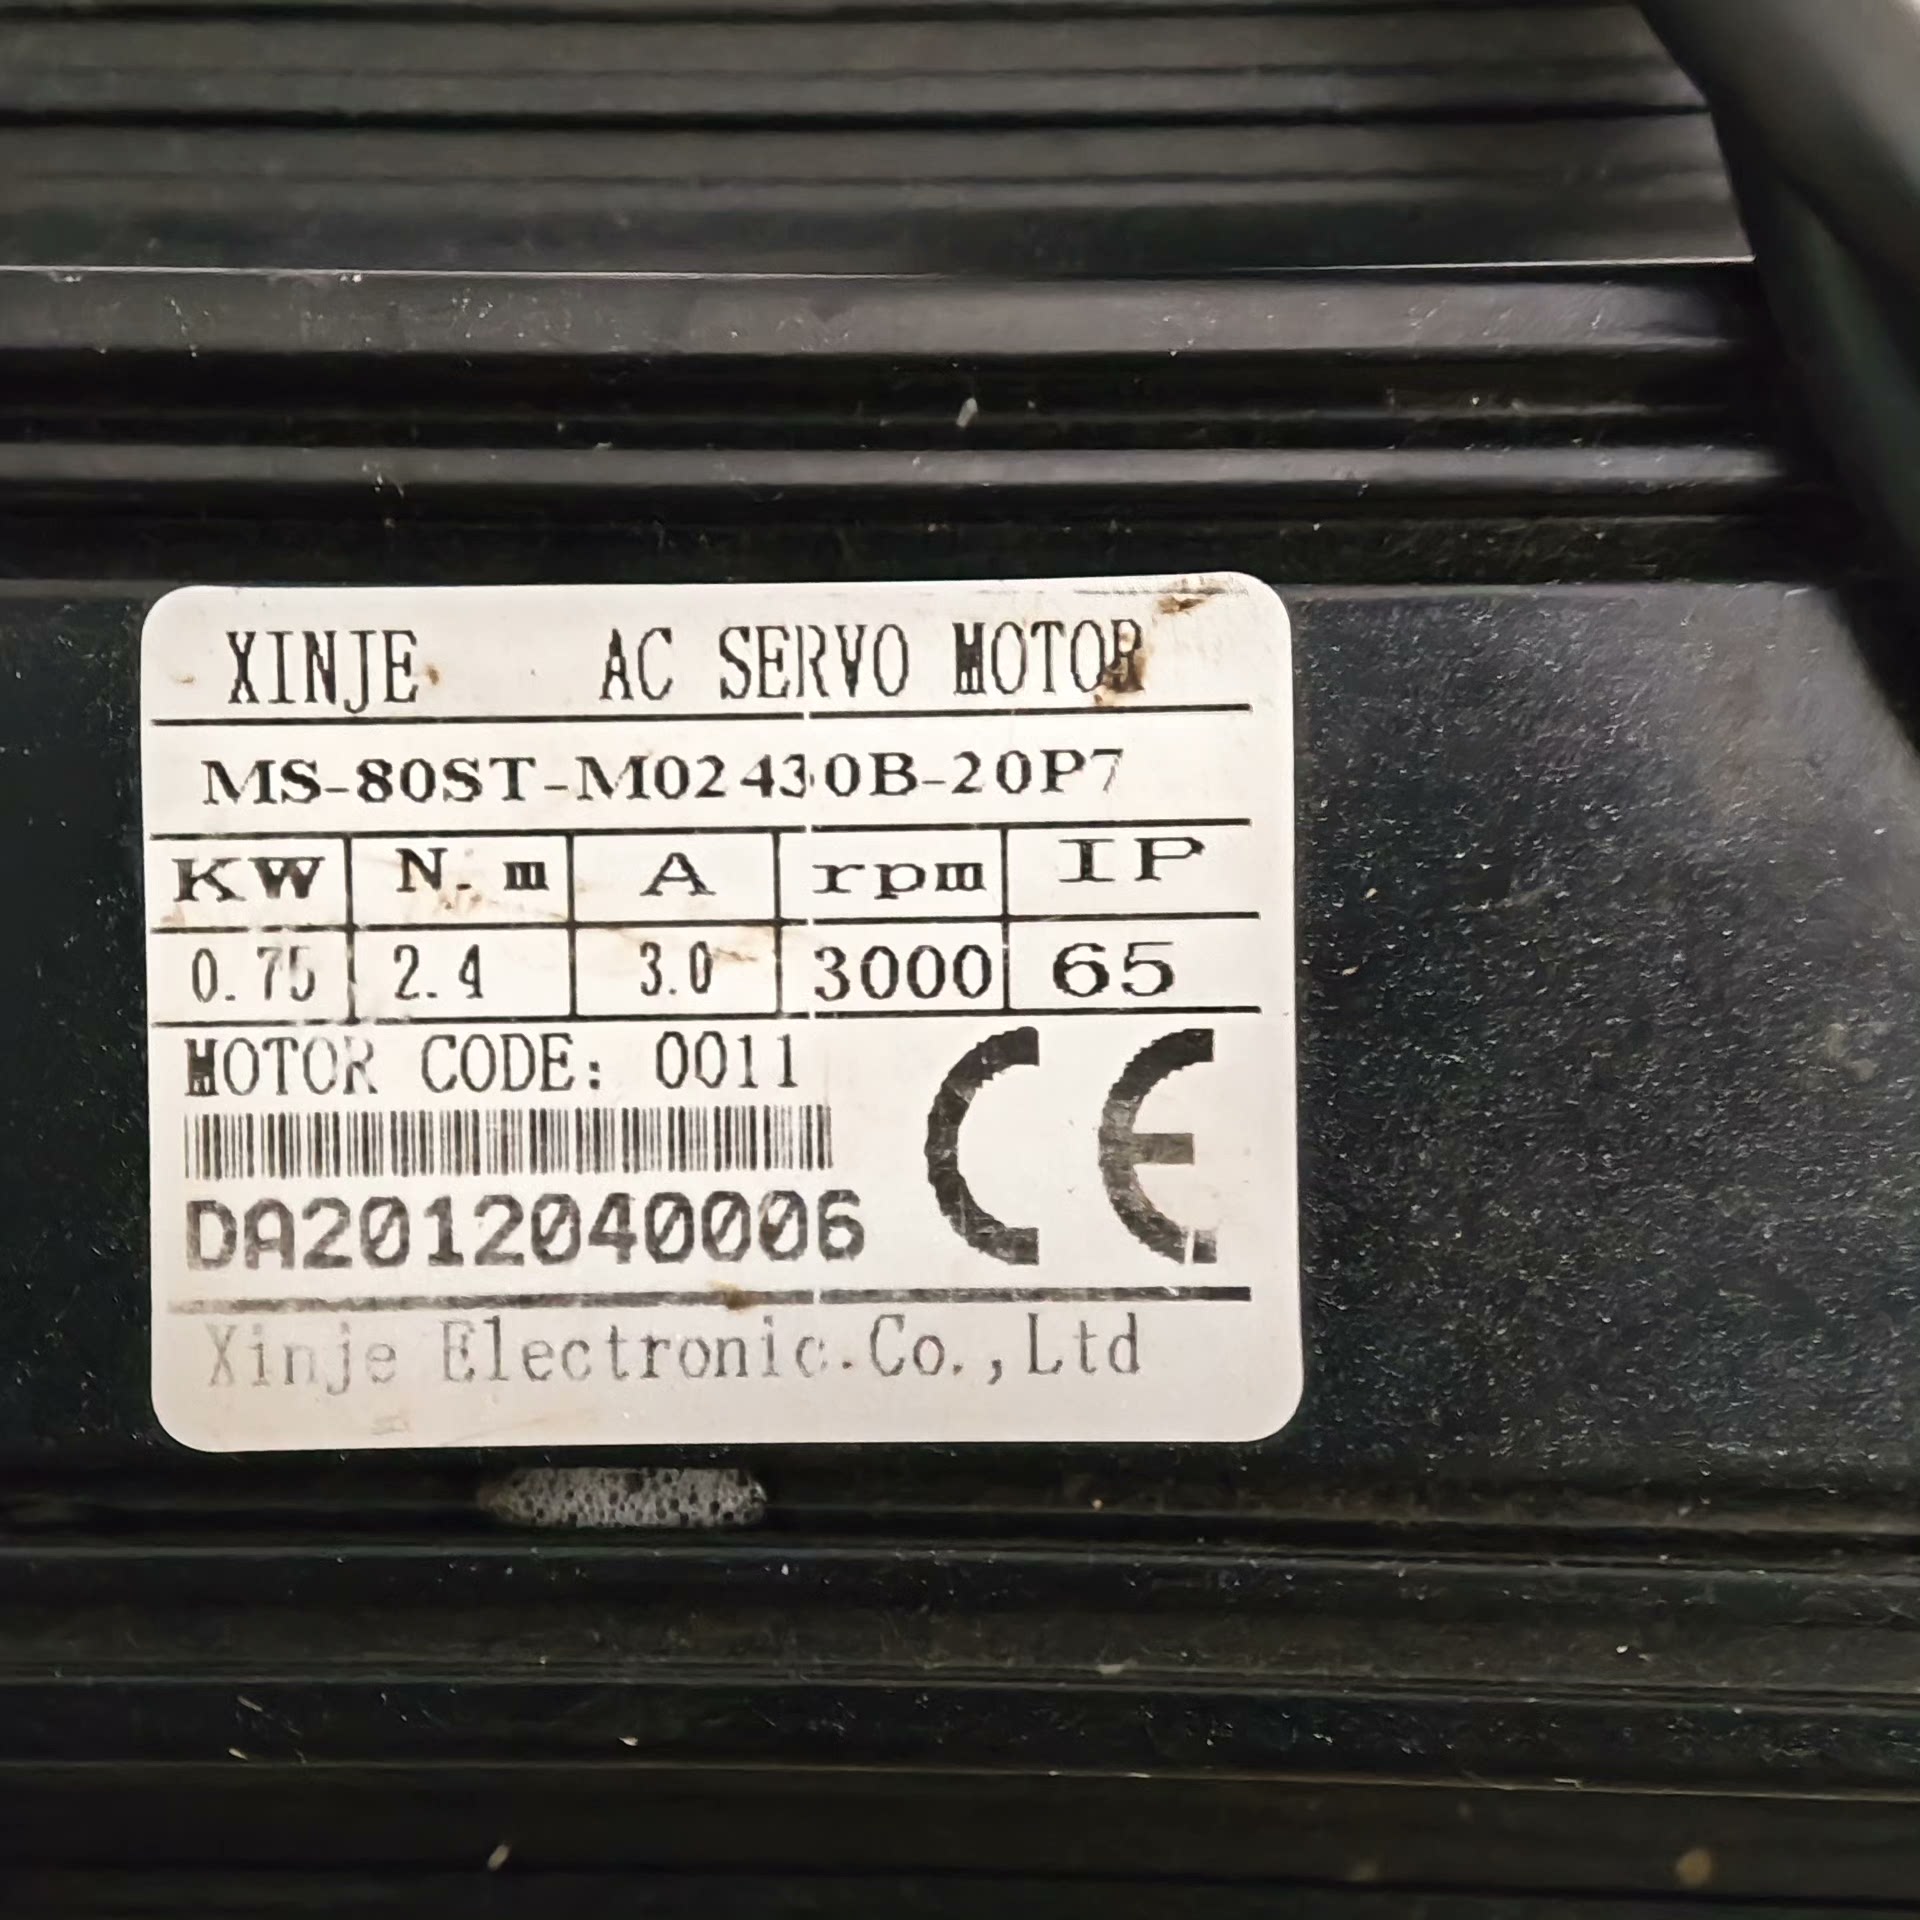 XINJE AC SERVO MOTOR
MS-80ST-M02430B-20P7
KW N.m A rpm IP
0.75 2.4 3.0 3000 65
MOTOR CODE: 0011
CE
DA2012040006
Xinje Electronic.Co.,Ltd